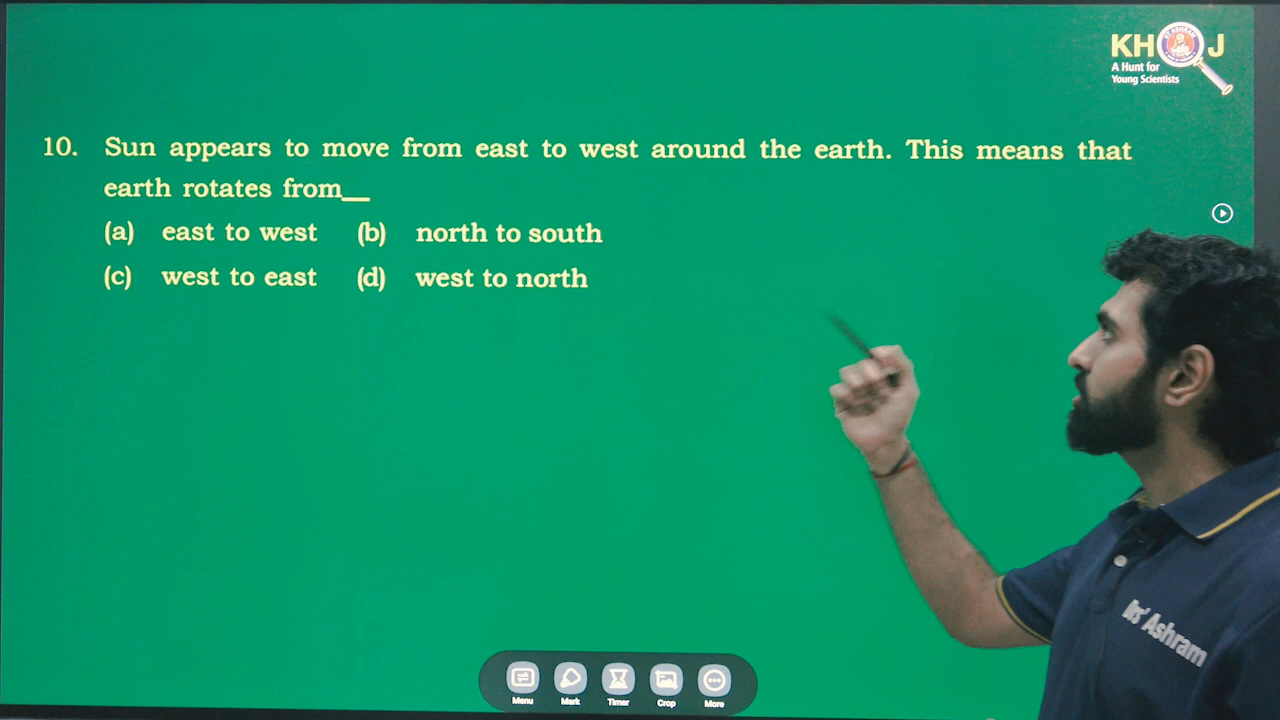 KHOJ
A Hunt for
Young Scientists
10. Sun appears to move from east to west around the earth. This means that
earth rotates from__
(a) east to west (b) north to south
(c) west to east (d) west to north
Menu Mark Timer Crop More